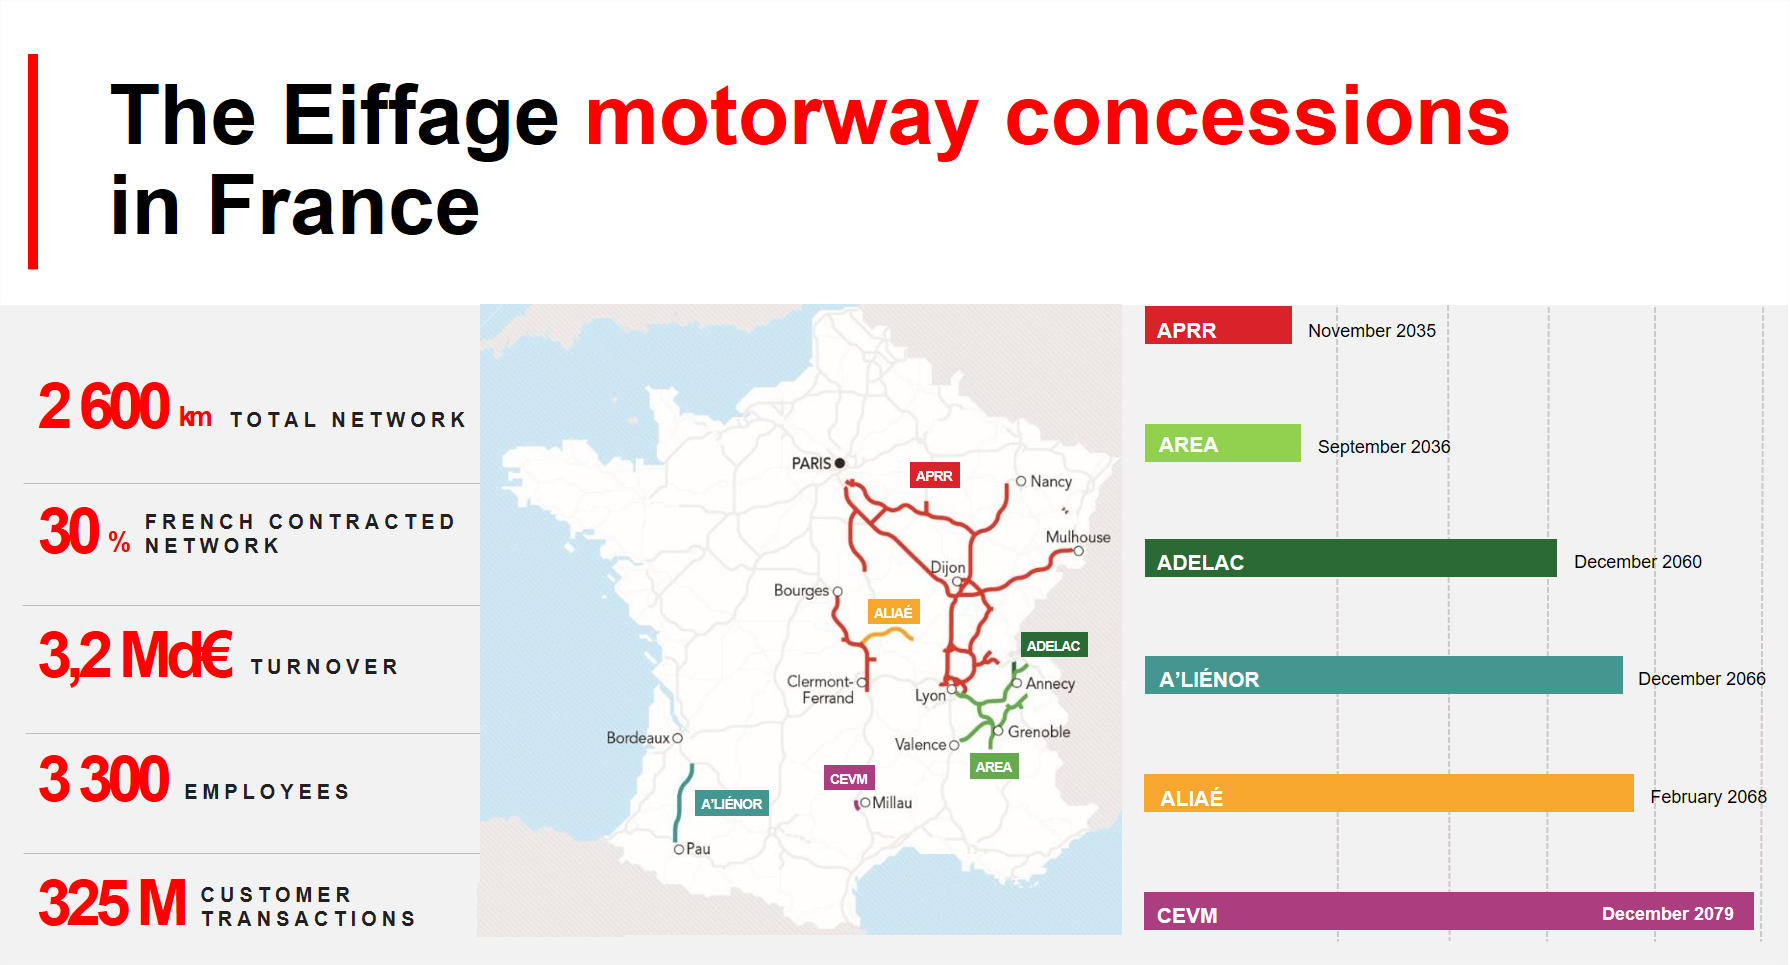 The Eiffage motorway concessions
in France
2 600 km TOTAL NETWORK
30 % FRENCH CONTRACTED
NETWORK
3,2 Md€ TURNOVER
3 300 EMPLOYEES
325 M CUSTOMER
TRANSACTIONS
PARIS
APRR
Nancy
Mulhouse
Dijon
Bourges
ALIAÉ
ADELAC
Clermont-
Ferrand
Lyon
Annecy
Bordeaux
Valence
Grenoble
AREA
CEVM
Millau
A'LIÉNOR
Pau
APRR November 2035
AREA September 2036
ADELAC December 2060
A'LIÉNOR December 2066
ALIAÉ February 2068
CEVM December 2079